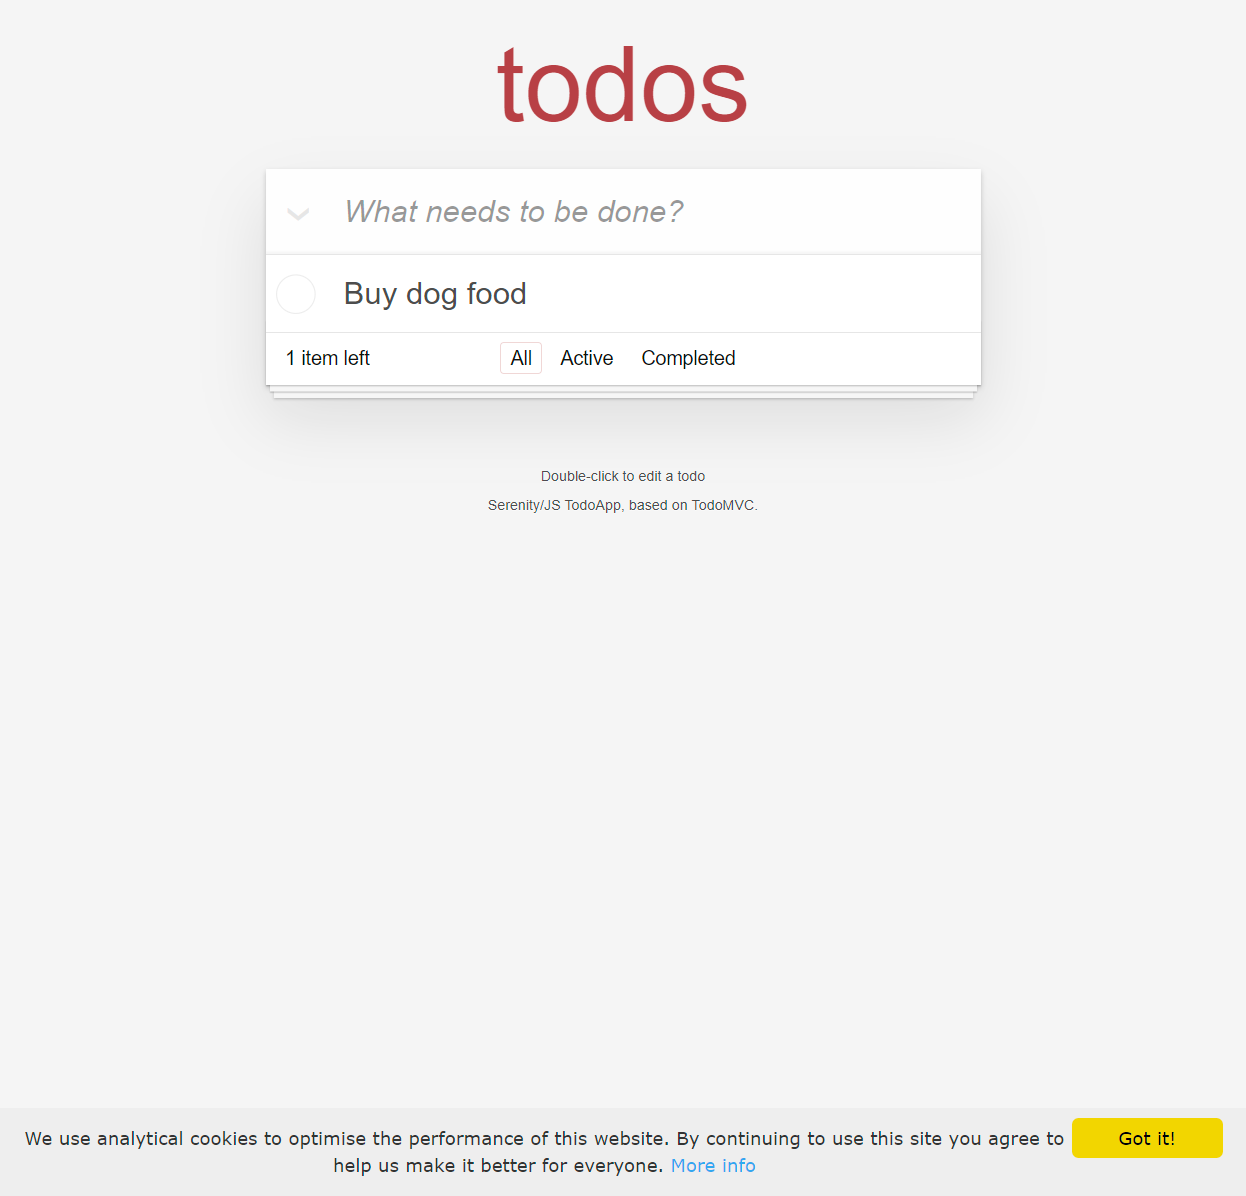 todos
What needs to be done?
Buy dog food
1 item left
All
Active
Completed
Double-click to edit a todo
Serenity/JS TodoApp, based on TodoMVC.
We use analytical cookies to optimise the performance of this website. By continuing to use this site you agree to
help us make it better for everyone. More info
Got it!